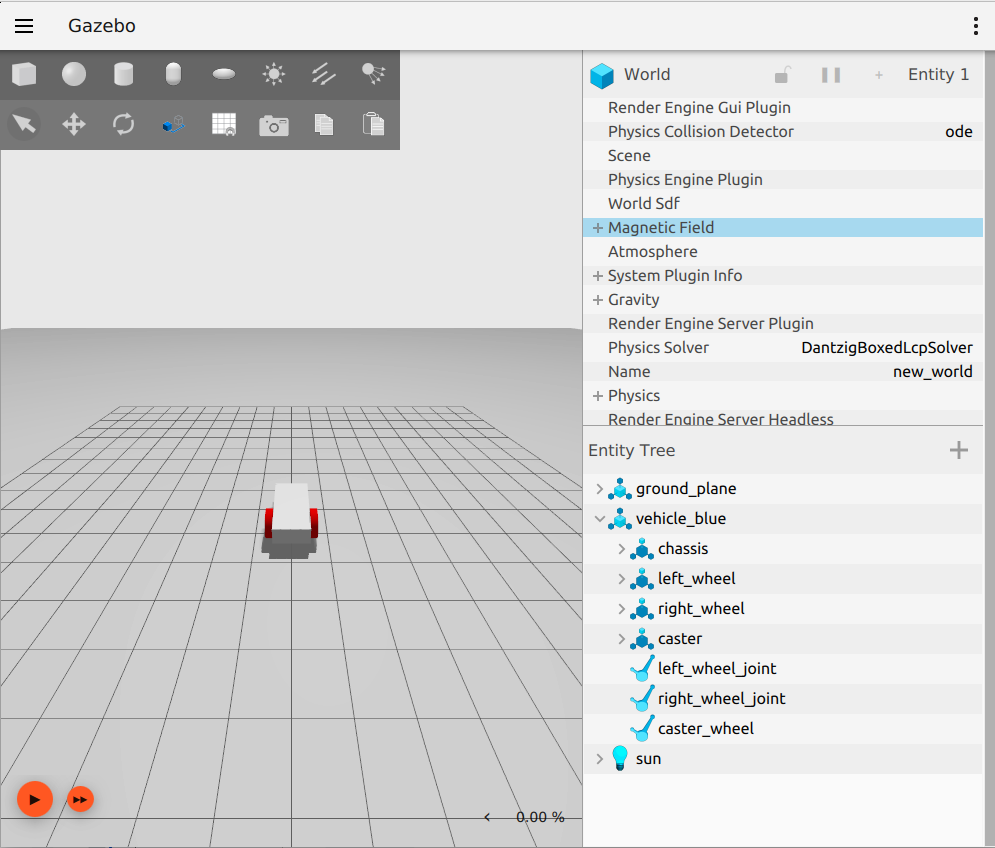 Gazebo
World Entity 1
Render Engine Gui Plugin
Physics Collision Detector ode
Scene
Physics Engine Plugin
World Sdf
Magnetic Field
Atmosphere
System Plugin Info
Gravity
Render Engine Server Plugin
Physics Solver DantzigBoxedLcpSolver
Name new_world
Physics
Render Engine Server Headless
Entity Tree
ground_plane
vehicle_blue
chassis
left_wheel
right_wheel
caster
left_wheel_joint
right_wheel_joint
caster_wheel
sun
0.00 %